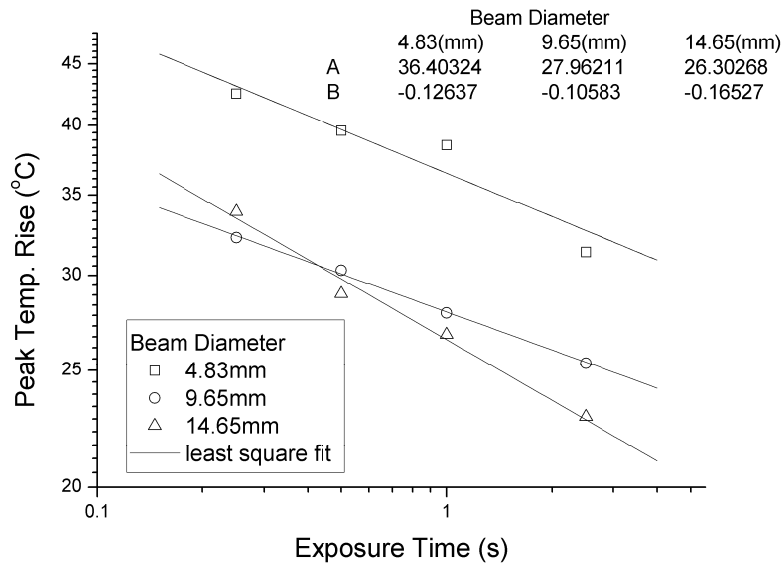 Beam Diameter
4.83(mm) 9.65(mm) 14.65(mm)
A 36.40324 27.96211 26.30268
B -0.12637 -0.10583 -0.16527
45
40
35
30
25
20
Peak Temp. Rise (°C)
Beam Diameter
4.83mm
9.65mm
14.65mm
least square fit
0.1 1
Exposure Time (s)